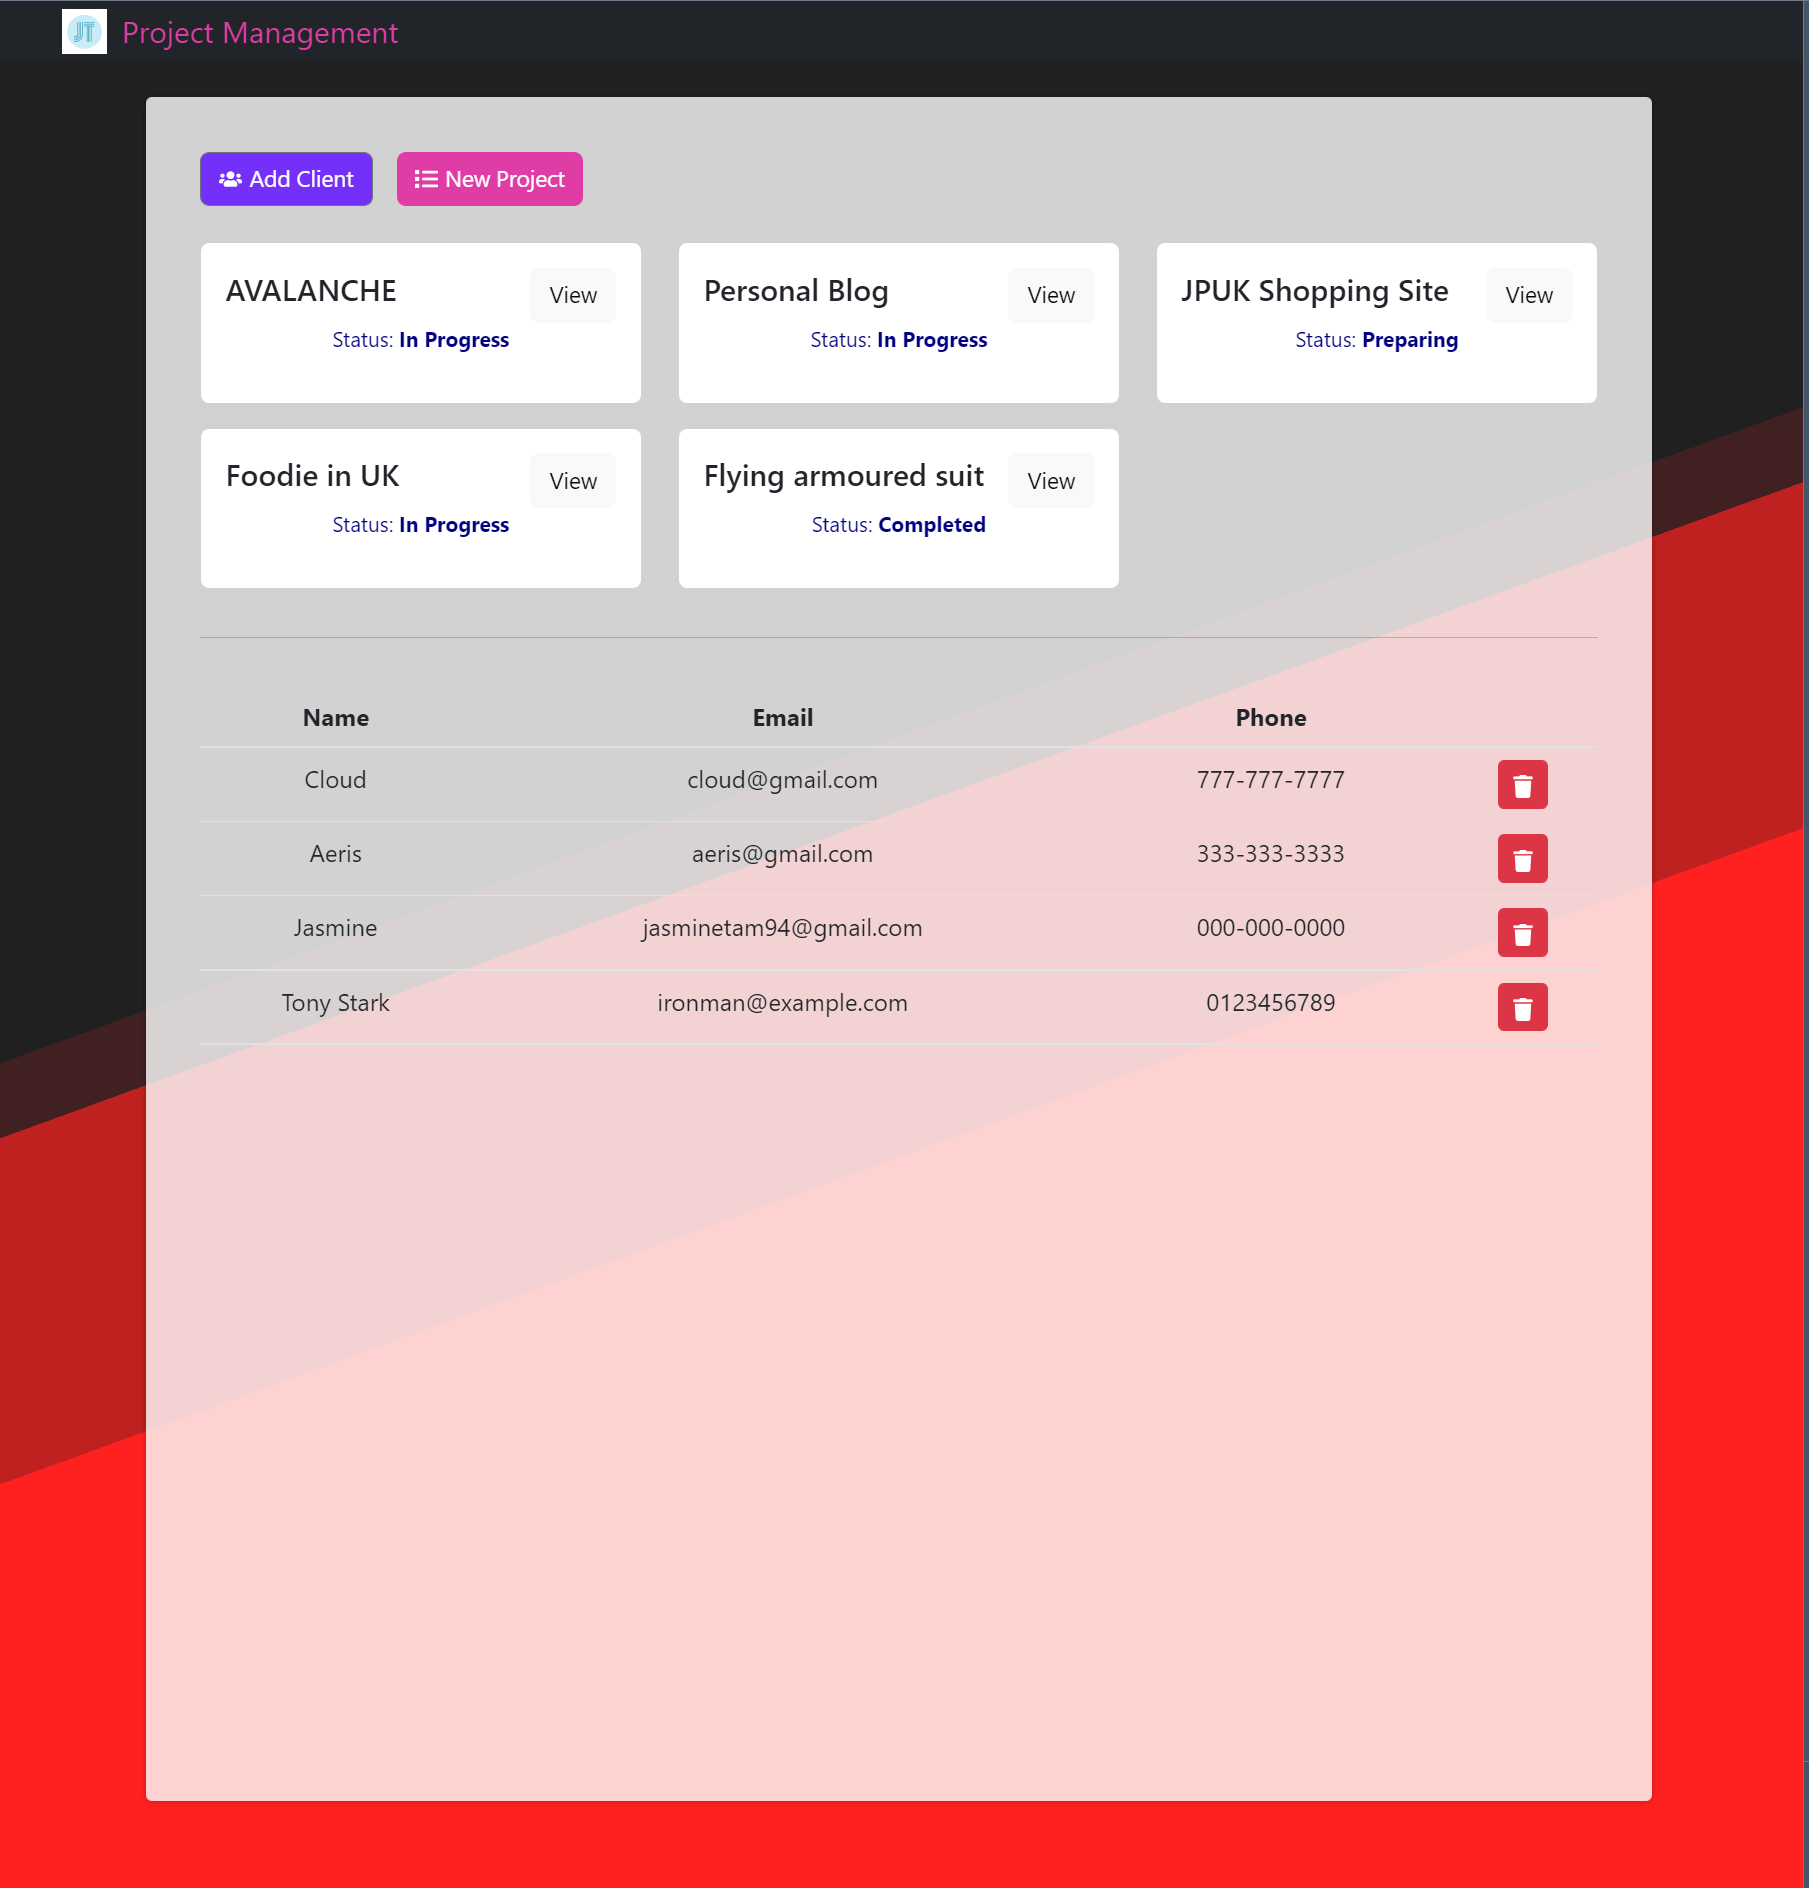 JT Project Management
Add Client New Project
AVALANCHE View
Status: In Progress
Personal Blog View
Status: In Progress
JPUK Shopping Site View
Status: Preparing
Foodie in UK View
Status: In Progress
Flying armoured suit View
Status: Completed
Name Email Phone
Cloud cloud@gmail.com 777-777-7777
Aeris aeris@gmail.com 333-333-3333
Jasmine jasminetam94@gmail.com 000-000-0000
Tony Stark ironman@example.com 0123456789